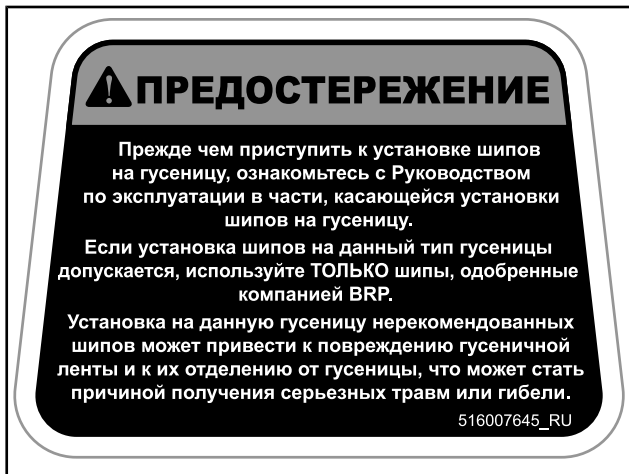 ПРЕДОСТЕРЕЖЕНИЕ
Прежде чем приступить к установке шипов
на гусеницу, ознакомьтесь с Руководством
по эксплуатации в части, касающейся установки
шипов на гусеницу.
Если установка шипов на данный тип гусеницы
допускается, используйте ТОЛЬКО шипы, одобренные
компанией BRP.
Установка на данную гусеницу нерекомендованных
шипов может привести к повреждению гусеничной
ленты и к их отделению от гусеницы, что может стать
причиной получения серьезных травм или гибели.
516007645_RU